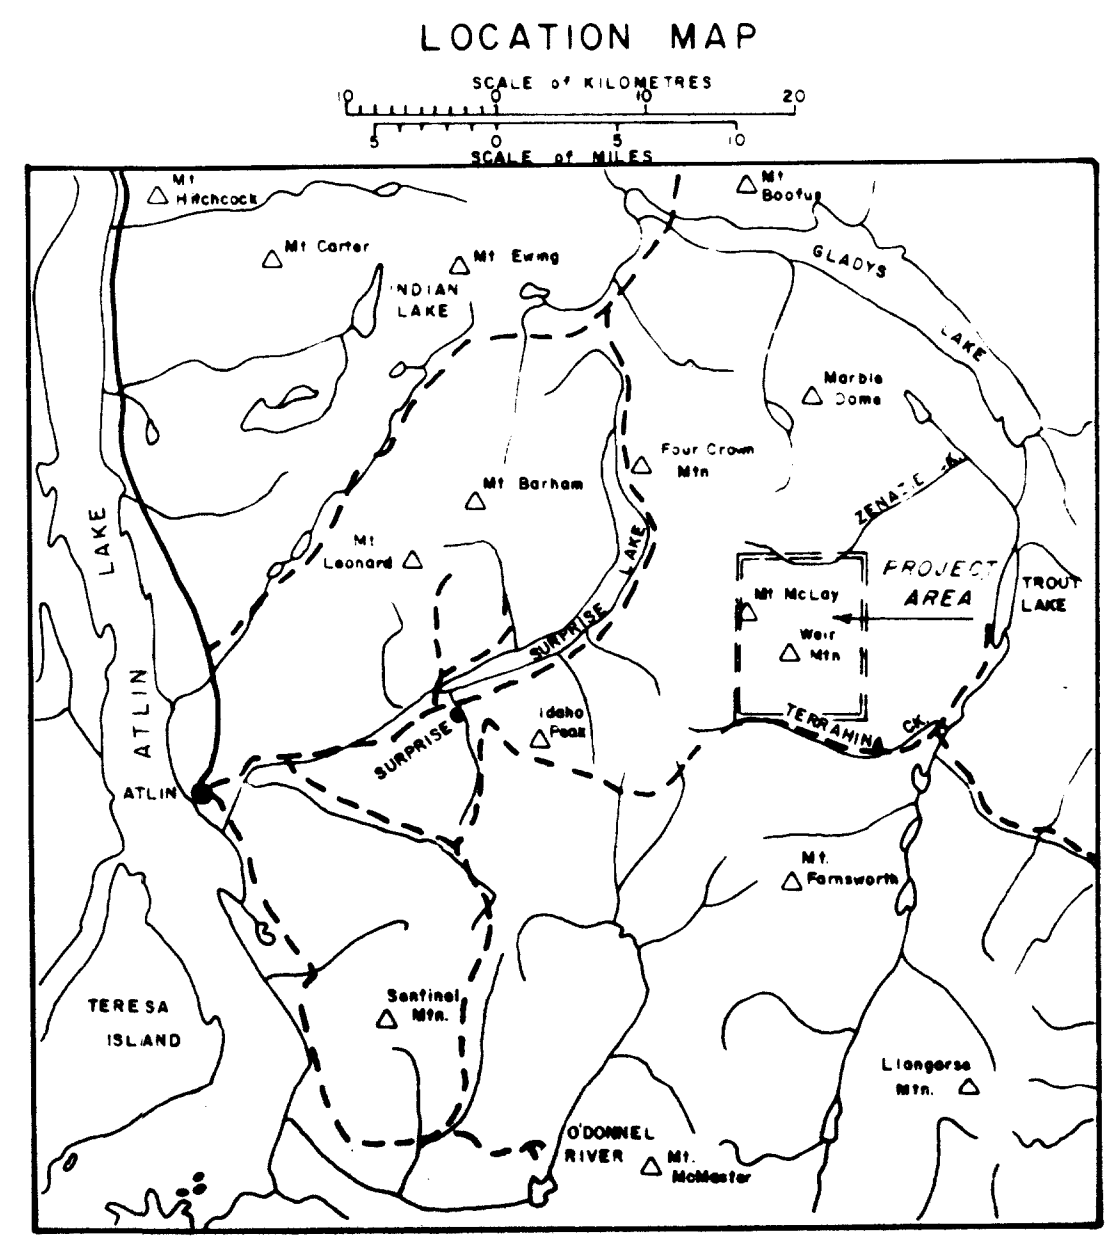 LOCATION MAP
SCALE of KILOMETRES
10 0 10 20
5 0 5 10
SCALE of MILES
Mt
Hitchcock
Mt Carter
Mt Ewing
INDIAN
LAKE
Mt
GLADYS
LAKE
Marble
Dome
Four Crown
Mtn
Mt Barham
Mt
Leonard
LAKE
ATLIN
SURPRISE
LAKE
ZENAZIE CK.
PROJECT
AREA
Mt McLay
Weir
Mtn
TROUT
LAKE
TERRAHIN
CK.
Idaho
Peak
SURPRISE
ATLIN
Mt.
Farnsworth
TERESA
ISLAND
Sentinel
Mtn.
Llangorse
Mtn.
O'DONNEL
RIVER
Mt.
McMaster